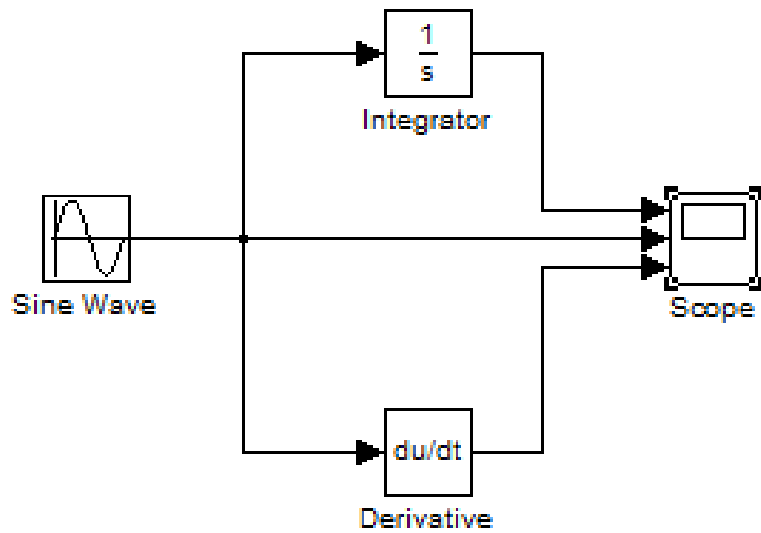 1
s
Integrator
Sine Wave
Scope
du/dt
Derivative